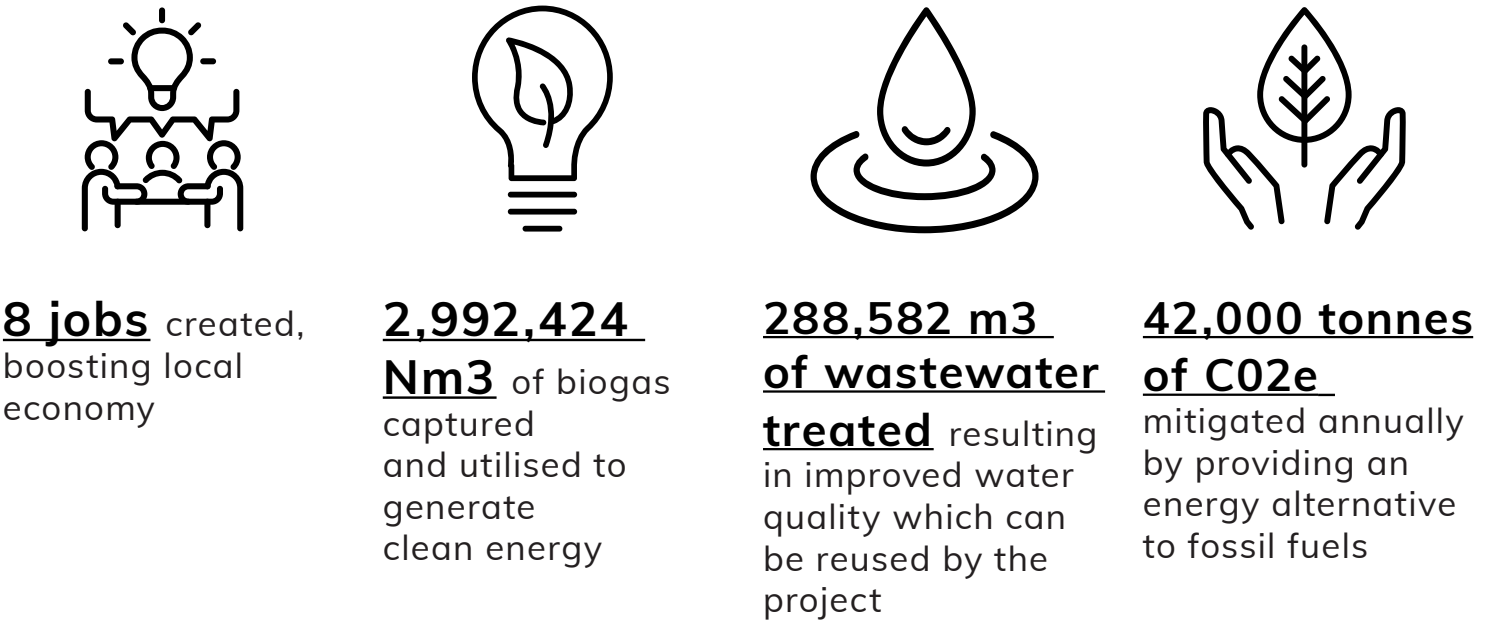 8 jobs created,
boosting local
economy
2,992,424
Nm3 of biogas
captured
and utilised to
generate
clean energy
288,582 m3
of wastewater
treated resulting
in improved water
quality which can
be reused by the
project
42,000 tonnes
of C02e
mitigated annually
by providing an
energy alternative
to fossil fuels